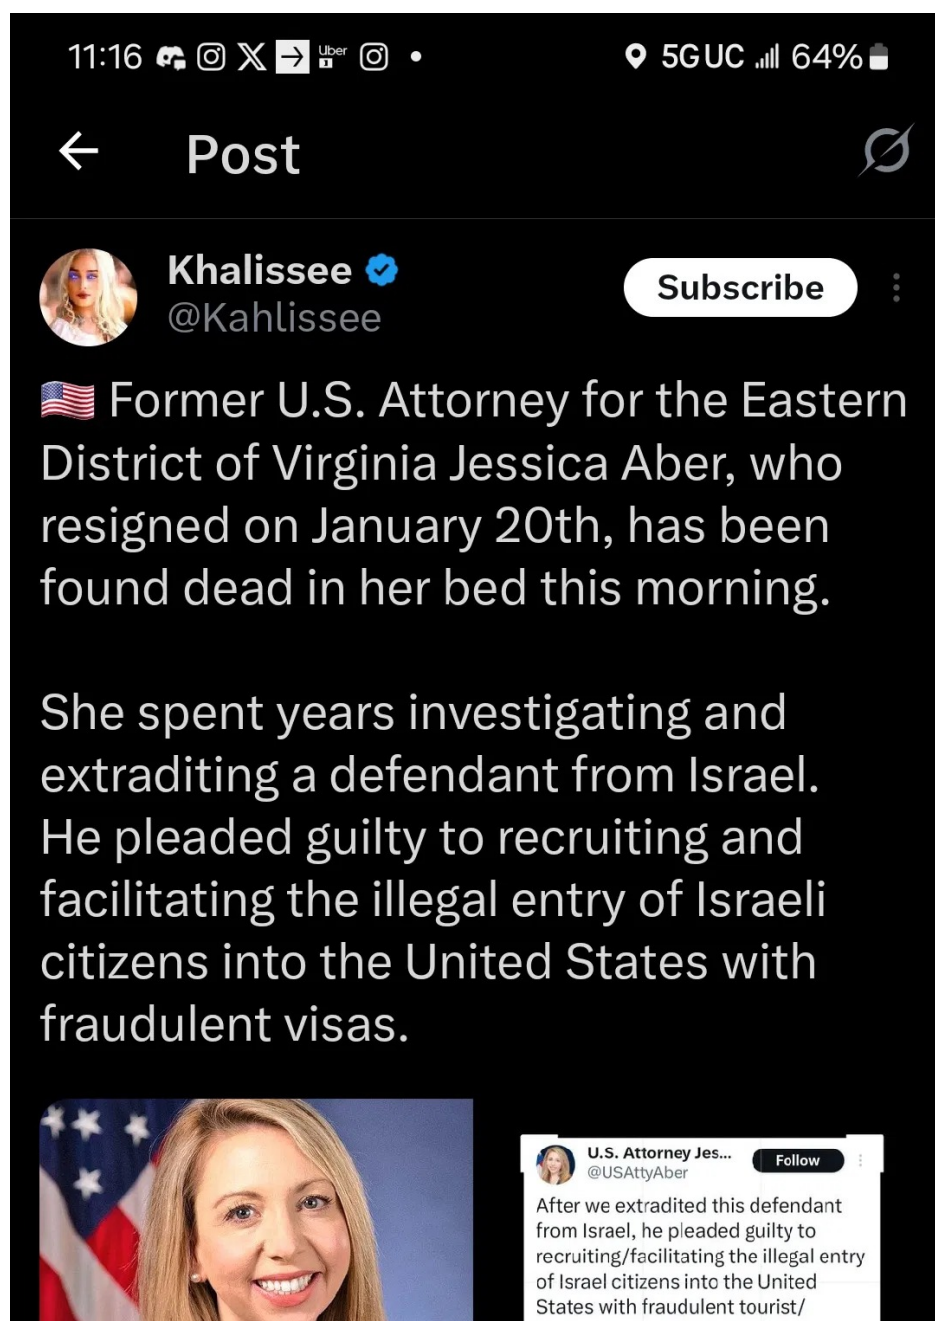 11:16 Uber 1 5G UC 64%
Post
Khalissee
@Kahlissee
Subscribe
🇺🇸 Former U.S. Attorney for the Eastern
District of Virginia Jessica Aber, who
resigned on January 20th, has been
found dead in her bed this morning.
She spent years investigating and
extraditing a defendant from Israel.
He pleaded guilty to recruiting and
facilitating the illegal entry of Israeli
citizens into the United States with
fraudulent visas.
U.S. Attorney Jes...
@USAttyAber
Follow
After we extradited this defendant
from Israel, he pleaded guilty to
recruiting/facilitating the illegal entry
of Israel citizens into the United
States with fraudulent tourist/